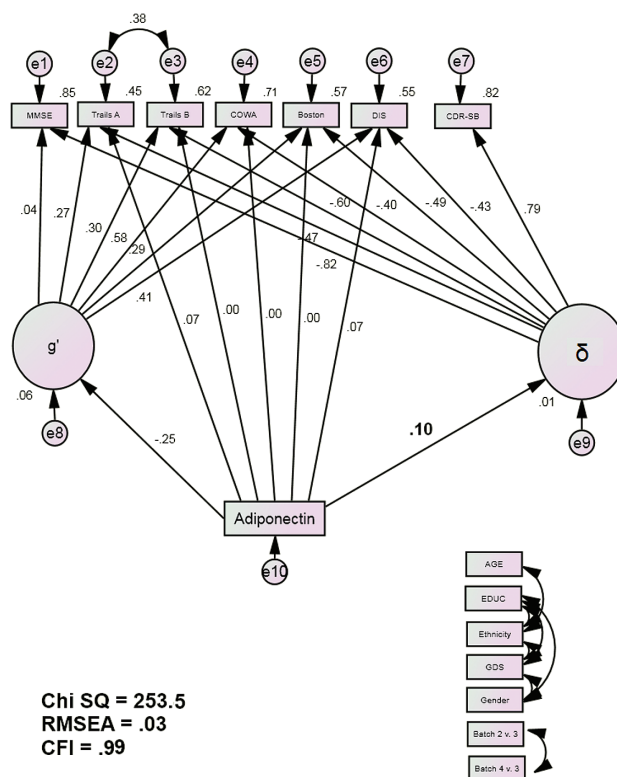 .38
e1 e2 e3 e4 e5 e6 e7
.85 .45 .62 .71 .57 .55 .82
MMSE Trails A Trails B COWA Boston DIS CDR-SB
.04 .27 .30 .58 .29 -.60 -.40 -.49 -.43 .79
.47 -.82
.41 .07 .00 .00 .00 .07
g' δ
.06 .01
e8 e9
-.25 .10
Adiponectin
e10
AGE
EDUC
Ethnicity
GDS
Gender
Batch 2 v. 3
Batch 4 v. 3
Chi SQ = 253.5
RMSEA = .03
CFI = .99